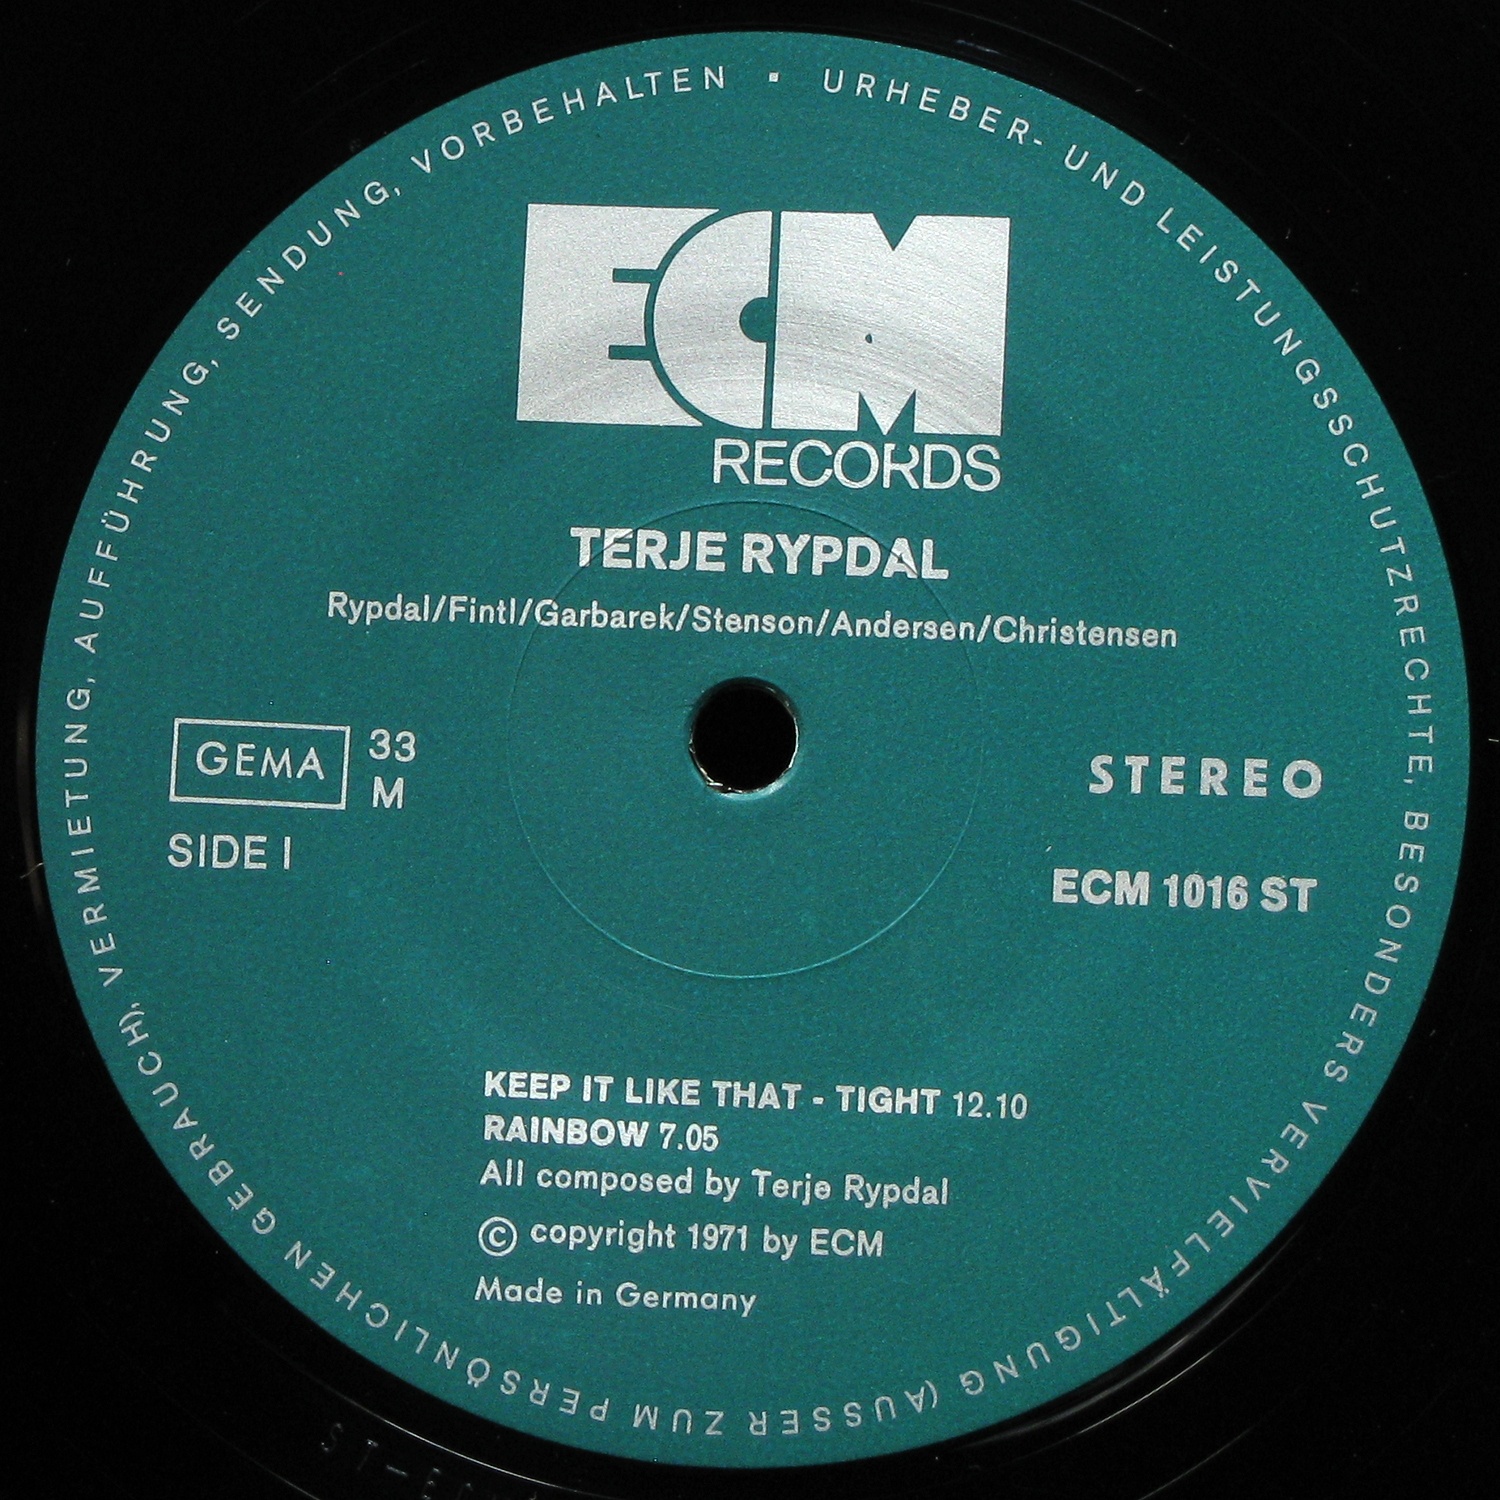 URHEBER- UND LEISTUNGSSCHUTZRECHTE, BESONDERS VERVIELFÄLTIGUNG (AUSSER ZUM PERSÖNLICHEN GEBRAUCH), VERMIETUNG, AUFFÜHRUNG, SENDUNG, VORBEHALTEN ▪
ECM
RECORDS
TERJE RYPDAL
Rypdal/Fintl/Garbarek/Stenson/Andersen/Christensen
GEMA 33
M
SIDE I
STEREO
ECM 1016 ST
KEEP IT LIKE THAT - TIGHT 12.10
RAINBOW 7.05
All composed by Terje Rypdal
© copyright 1971 by ECM
Made in Germany